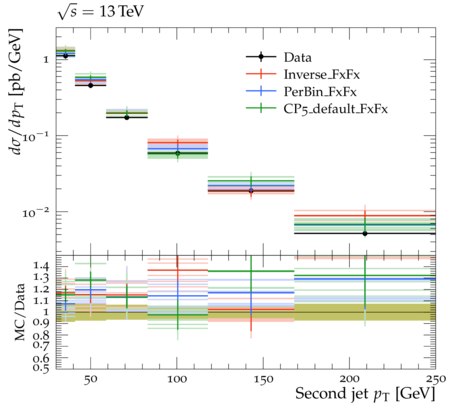 √s = 13 TeV
dσ/dp_T [pb/GeV]
1
10⁻¹
10⁻²
Data
Inverse_FxFx
PerBin_FxFx
CP5_default_FxFx
MC/Data
1.4
1.3
1.2
1.1
1
0.9
0.8
0.7
0.6
0.5
50
100
150
200
250
Second jet p_T [GeV]